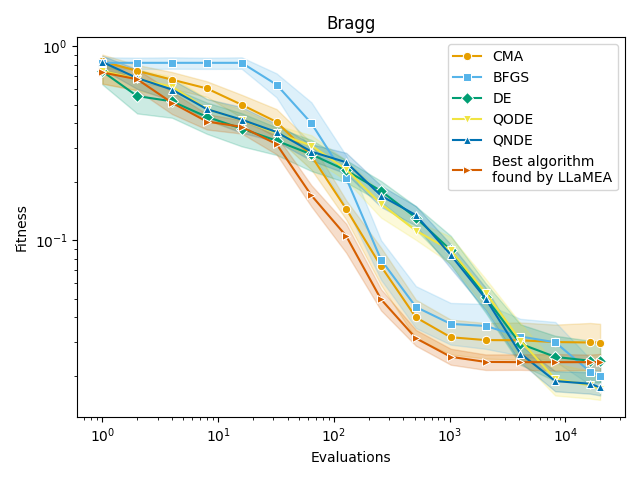 Bragg
CMA
BFGS
DE
QODE
QNDE
Best algorithm
found by LLaMEA
Fitness
10⁰
10⁻¹
10⁰ 10¹ 10² 10³ 10⁴
Evaluations